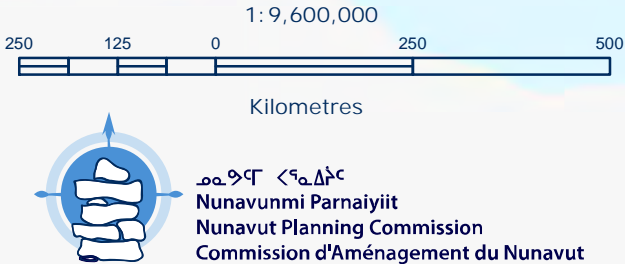 1:9,600,000
250 125 0 250 500
Kilometres
ᓄᓇᕗᑦᒥ ᐸᕐᓇᐃᔩᑦ
Nunavunmi Parnaiyiit
Nunavut Planning Commission
Commission d'Aménagement du Nunavut